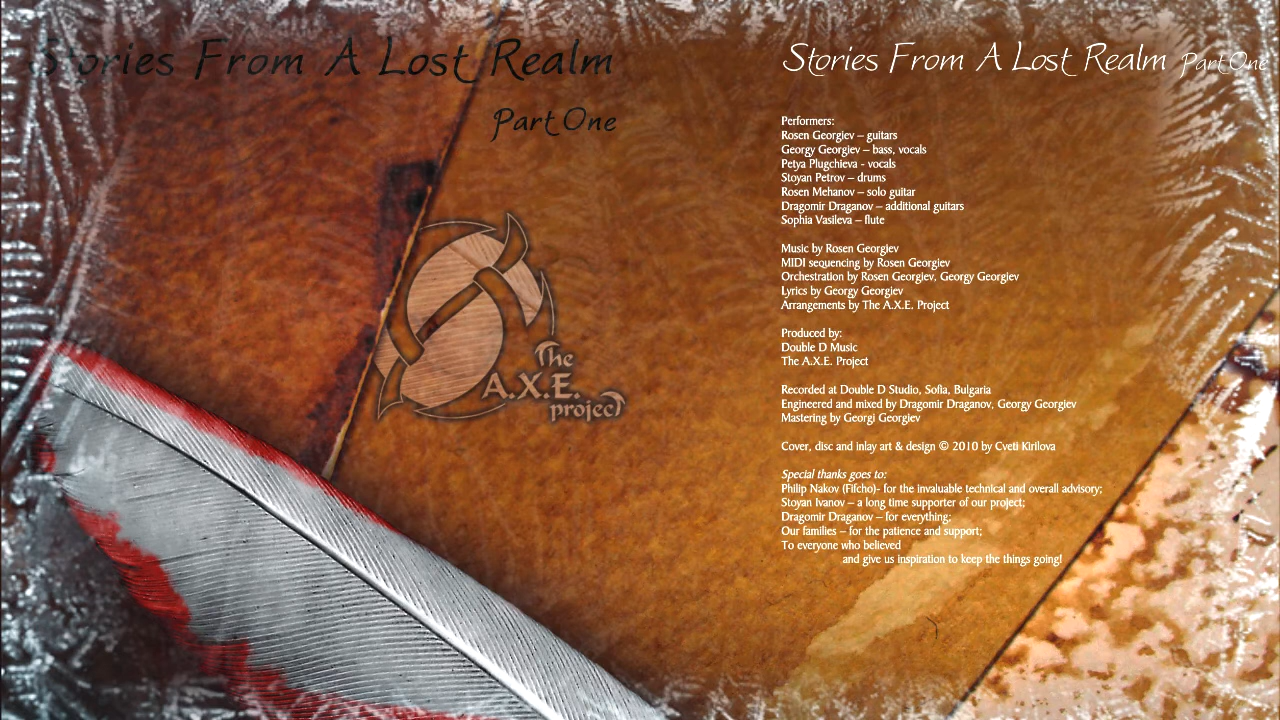 Stories From A Lost Realm
Part One
The
A.X.E.
project
Stories From A Lost Realm Part One
Performers:
Rosen Georgiev – guitars
Georgy Georgiev – bass, vocals
Petya Plugchieva - vocals
Stoyan Petrov – drums
Rosen Mehanov – solo guitar
Dragomir Draganov – additional guitars
Sophia Vasileva – flute
Music by Rosen Georgiev
MIDI sequencing by Rosen Georgiev
Orchestration by Rosen Georgiev, Georgy Georgiev
Lyrics by Georgy Georgiev
Arrangements by The A.X.E. Project
Produced by:
Double D Music
The A.X.E. Project
Recorded at Double D Studio, Sofia, Bulgaria
Engineered and mixed by Dragomir Draganov, Georgy Georgiev
Mastering by Georgi Georgiev
Cover, disc and inlay art & design © 2010 by Cveti Kirilova
Special thanks goes to:
Philip Nakov (Fifcho)- for the invaluable technical and overall advisory;
Stoyan Ivanov – a long time supporter of our project;
Dragomir Draganov – for everything;
Our families – for the patience and support;
To everyone who believed
and give us inspiration to keep the things going!